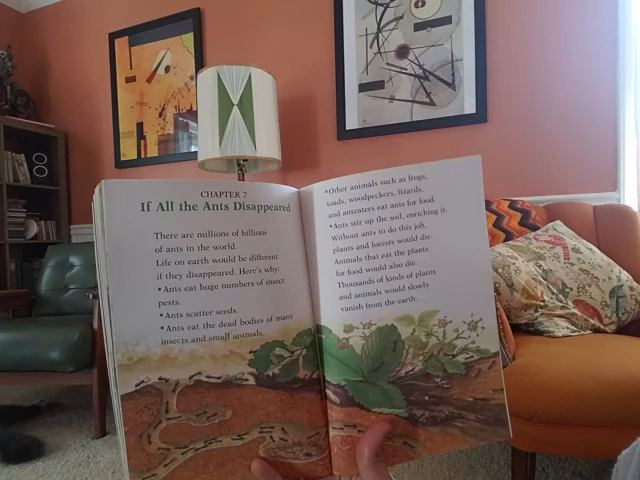 CHAPTER 7
If All the Ants Disappeared
There are millions of billions
of ants in the world.
Life on earth would be different
if they disappeared. Here's why:
• Ants eat huge numbers of insect
pests.
• Ants scatter seeds.
• Ants eat the dead bodies of many
insects and small animals.
• Other animals such as frogs,
toads, woodpeckers, lizards,
and anteaters eat ants for food.
• Ants stir up the soil, enriching it.
Without ants to do this job,
plants and forests would die.
Animals that eat the plants
for food would also die.
Thousands of kinds of plants
and animals would slowly
vanish from the earth.